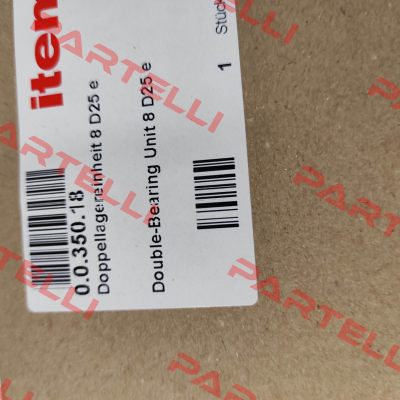 item
0.0.350.18
Doppellagereinheit 8 D25 e
Double-Bearing Unit 8 D25 e
1 Stück
PARTELLI
PARTELLI
PARTELLI
PARTELLI
PARTELLI
PARTELLI